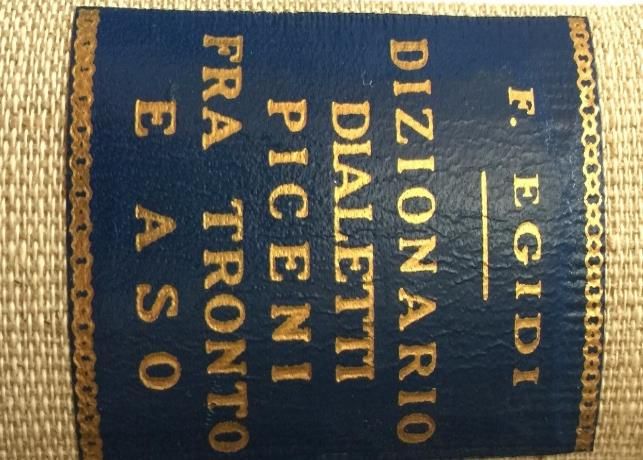 F. EGIDI
DIZIONARIO
DIALETTI
PICENI
FRA TRONTO
E ASO